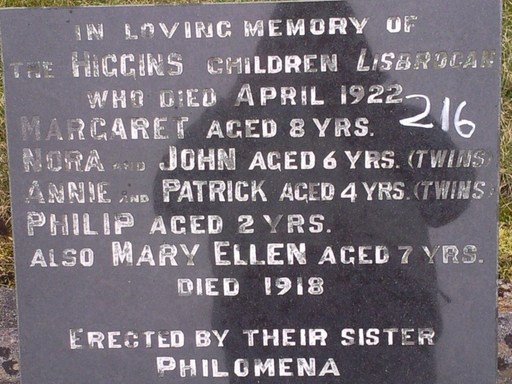 IN LOVING MEMORY OF
THE HIGGINS CHILDREN LISBROGAN
WHO DIED APRIL 1922
216
MARGARET AGED 8 YRS.
NORA AND JOHN AGED 6 YRS. (TWINS)
ANNIE AND PATRICK AGED 4 YRS. (TWINS)
PHILIP AGED 2 YRS.
ALSO MARY ELLEN AGED 7 YRS.
DIED 1918
ERECTED BY THEIR SISTER
PHILOMENA